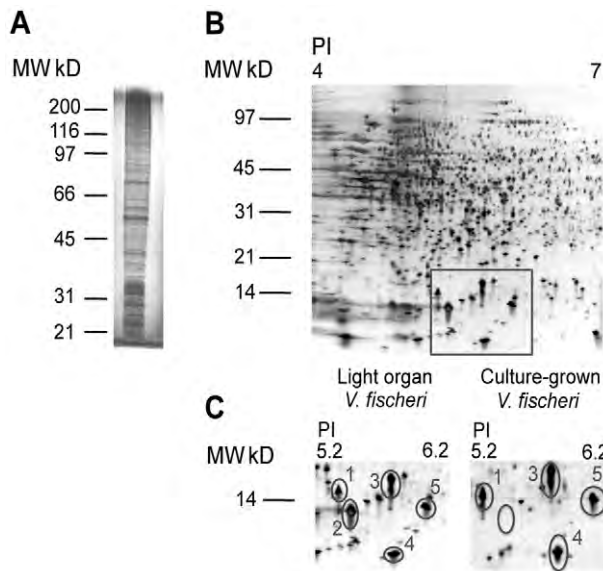 A
MW kD
200
116
97
66
45
31
21
B
PI
4 7
97
45
31
21
14
Light organ
V. fischeri
Culture-grown
V. fischeri
C
MW kD
14
PI
5.2 6.2
1
3
5
2
4
PI
5.2 6.2
1
3
5
4